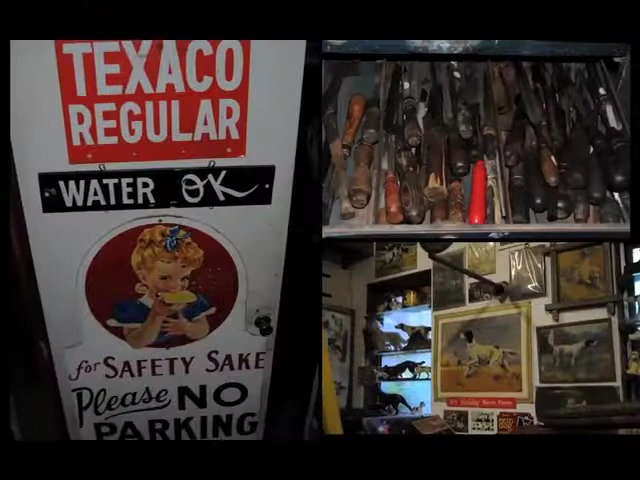 TEXACO
REGULAR
WATER OK
for SAFETY SAKE
Please NO
PARKING